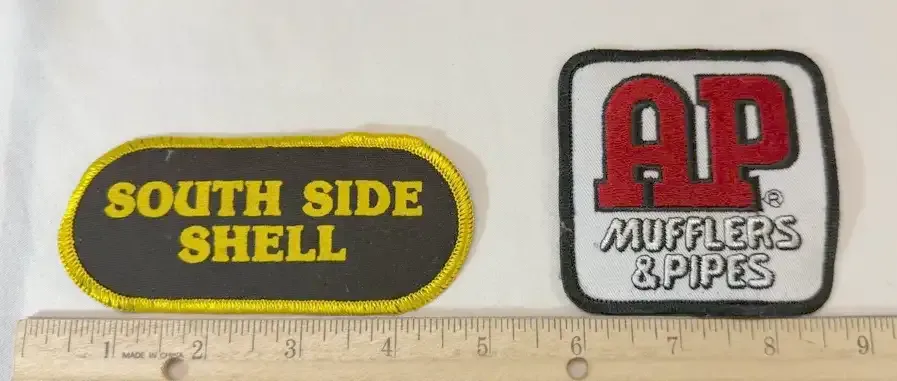 SOUTH SIDE
SHELL
AP®
MUFFLERS
& PIPES
1 MADE IN CHINA 2 3 4 5 6 7 8 9